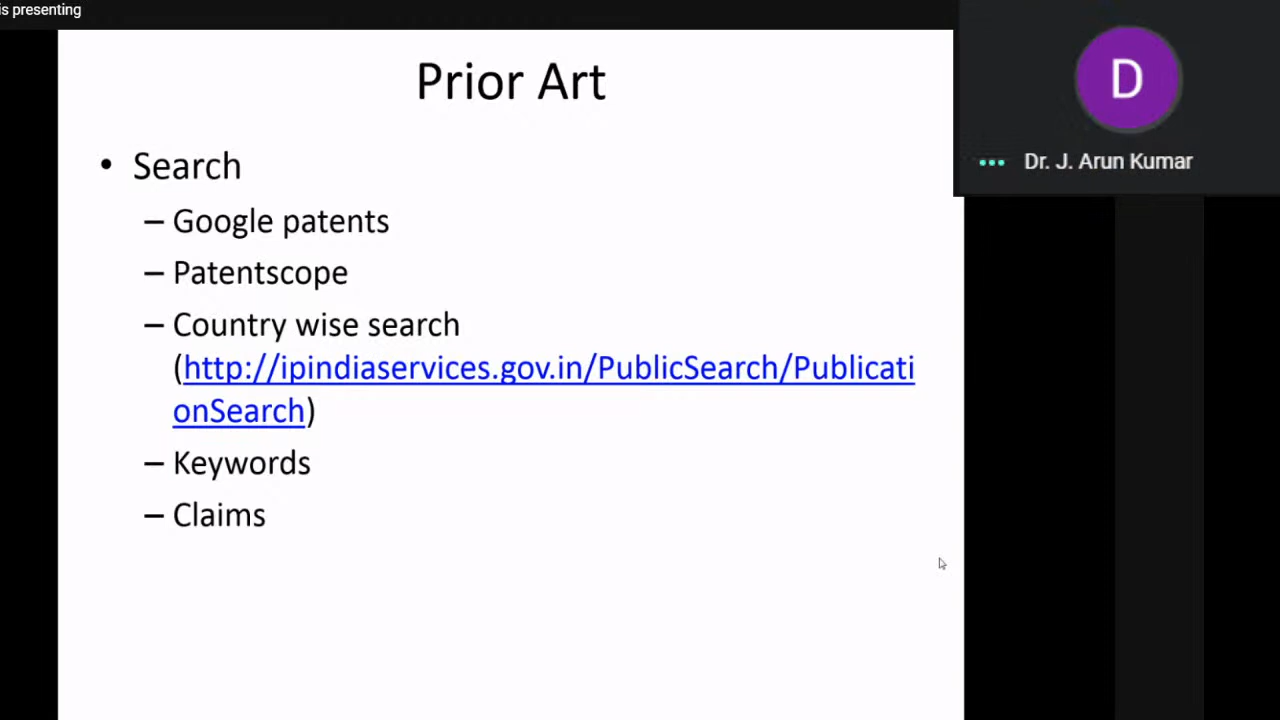 is presenting
Prior Art
D
Dr. J. Arun Kumar
• Search
– Google patents
– Patentscope
– Country wise search
(http://ipindiaservices.gov.in/PublicSearch/Publicati
onSearch)
– Keywords
– Claims